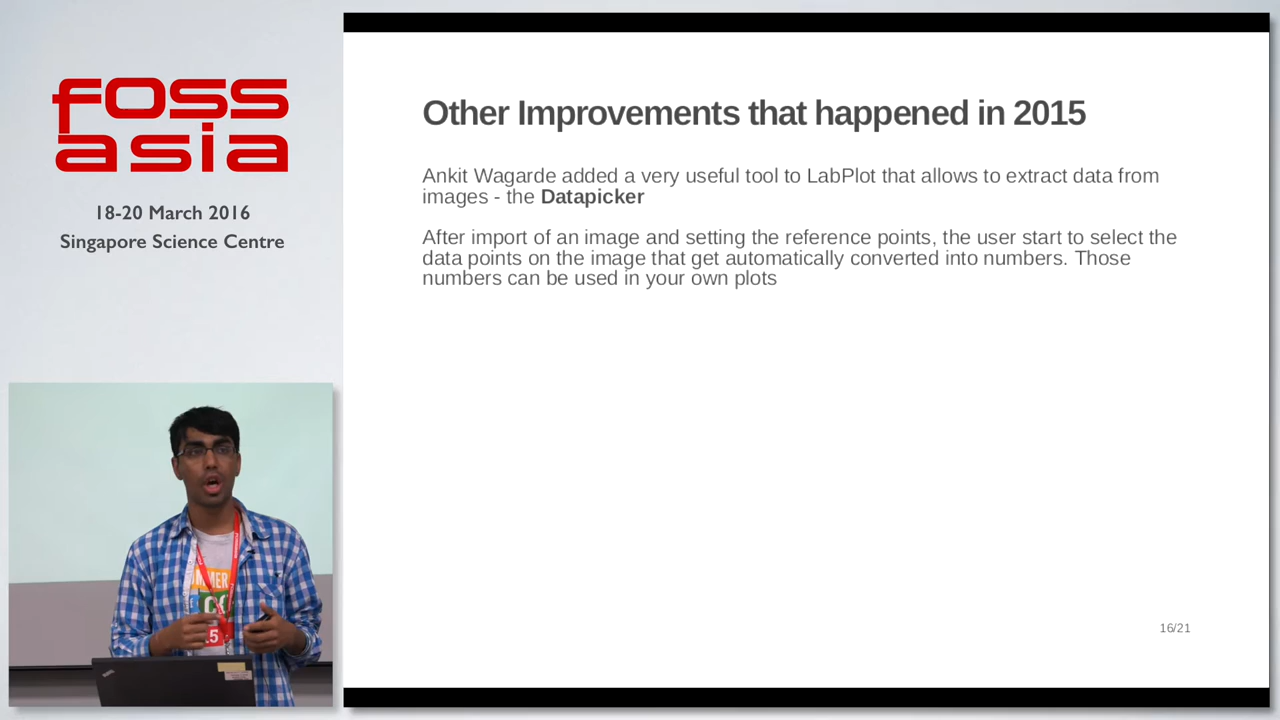 foss
asia
18-20 March 2016
Singapore Science Centre
Other Improvements that happened in 2015
Ankit Wagarde added a very useful tool to LabPlot that allows to extract data from
images - the Datapicker
After import of an image and setting the reference points, the user start to select the
data points on the image that get automatically converted into numbers. Those
numbers can be used in your own plots
16/21